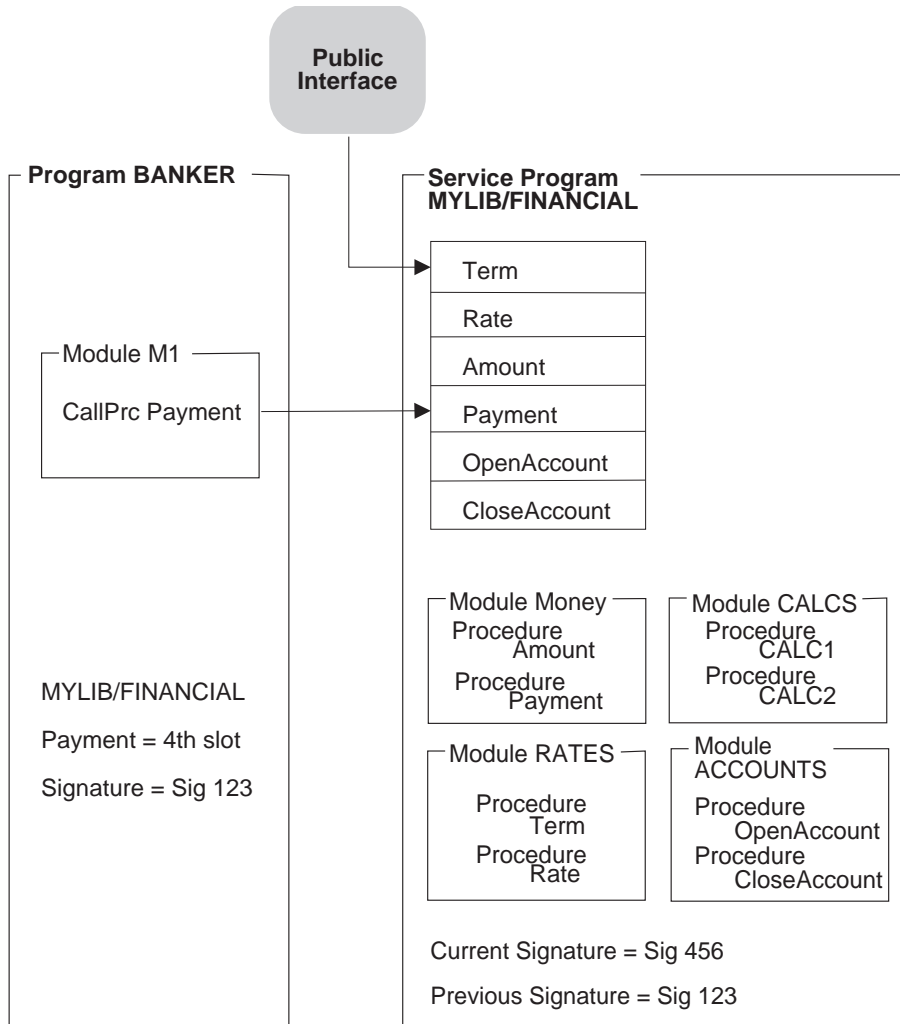 Public
Interface
Program BANKER
Module M1
CallPrc Payment
MYLIB/FINANCIAL
Payment = 4th slot
Signature = Sig 123
Service Program
MYLIB/FINANCIAL
Term
Rate
Amount
Payment
OpenAccount
CloseAccount
Module Money
Procedure
Amount
Procedure
Payment
Module CALCS
Procedure
CALC1
Procedure
CALC2
Module RATES
Procedure
Term
Procedure
Rate
Module
ACCOUNTS
Procedure
OpenAccount
Procedure
CloseAccount
Current Signature = Sig 456
Previous Signature = Sig 123